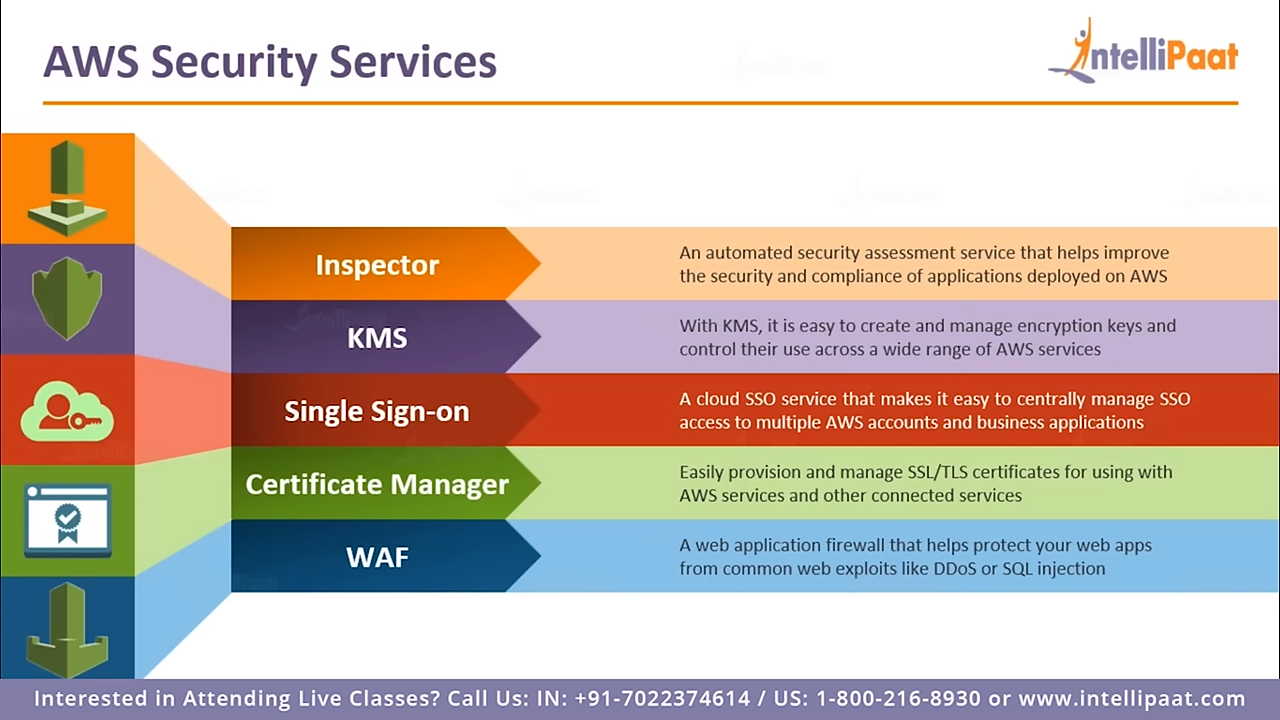 AWS Security Services
IntelliPaat
Inspector
An automated security assessment service that helps improve
the security and compliance of applications deployed on AWS
KMS
With KMS, it is easy to create and manage encryption keys and
control their use across a wide range of AWS services
Single Sign-on
A cloud SSO service that makes it easy to centrally manage SSO
access to multiple AWS accounts and business applications
Certificate Manager
Easily provision and manage SSL/TLS certificates for using with
AWS services and other connected services
WAF
A web application firewall that helps protect your web apps
from common web exploits like DDoS or SQL injection
Interested in Attending Live Classes? Call Us: IN: +91-7022374614 / US: 1-800-216-8930 or www.intellipaat.com